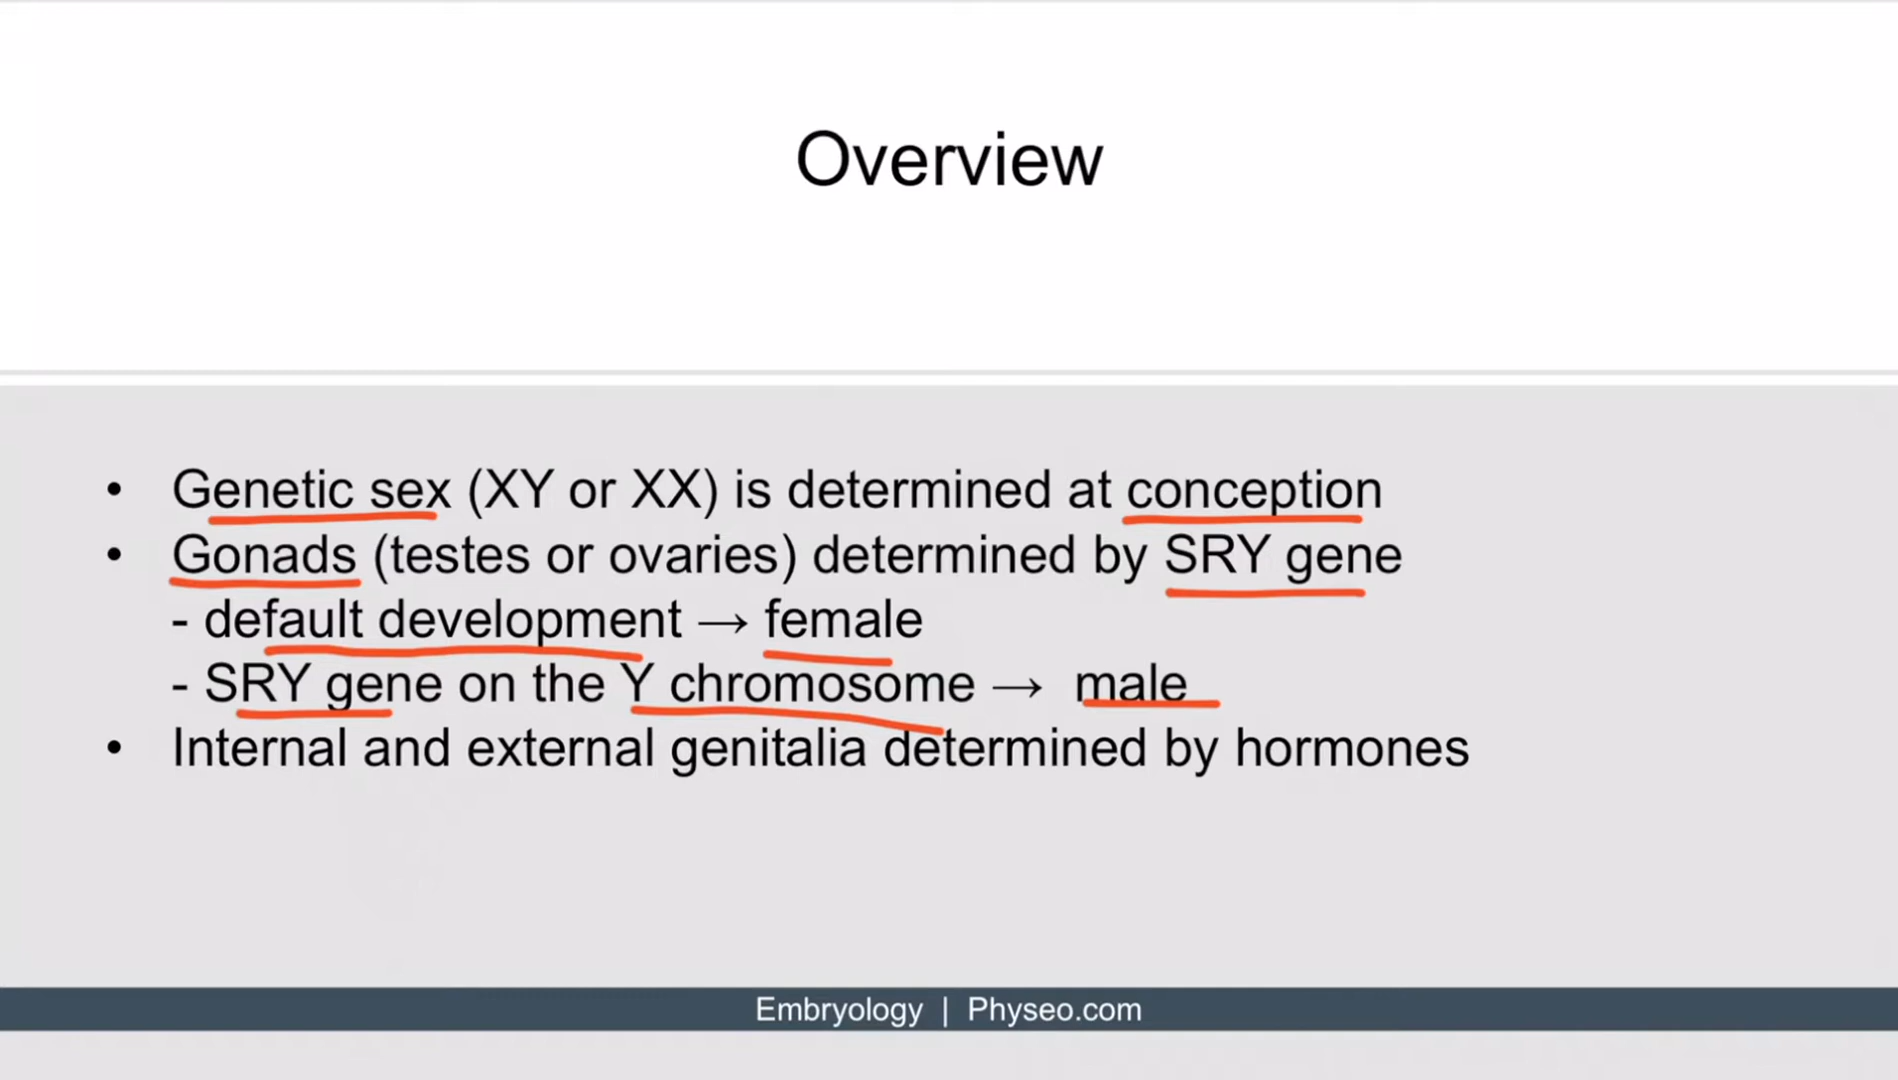 Overview
• Genetic sex (XY or XX) is determined at conception
• Gonads (testes or ovaries) determined by SRY gene
- default development → female
- SRY gene on the Y chromosome → male
• Internal and external genitalia determined by hormones
Embryology | Physeo.com